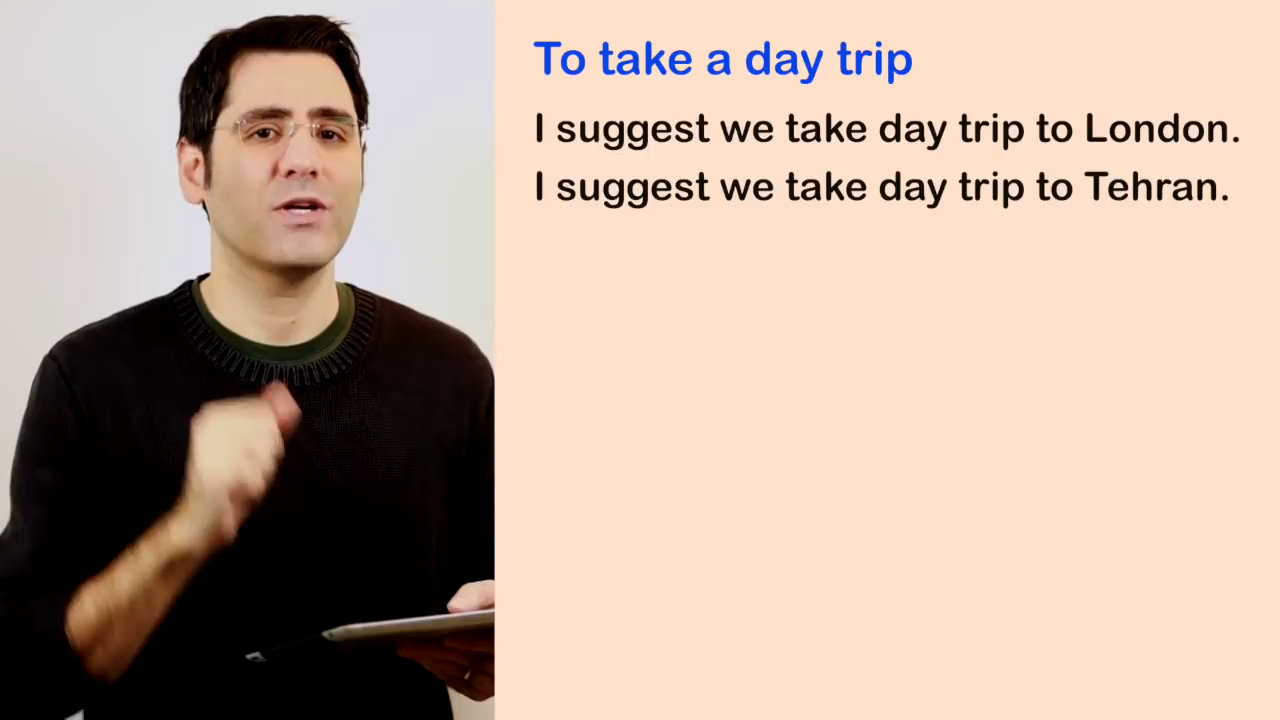 To take a day trip
I suggest we take day trip to London.
I suggest we take day trip to Tehran.